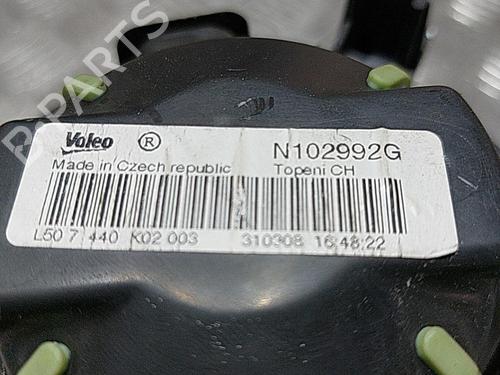 B-PARTS
Valeo ® N102992G
Made in Czech republic Topeni CH
L50 7 440 K02 003 310308 16:48:22